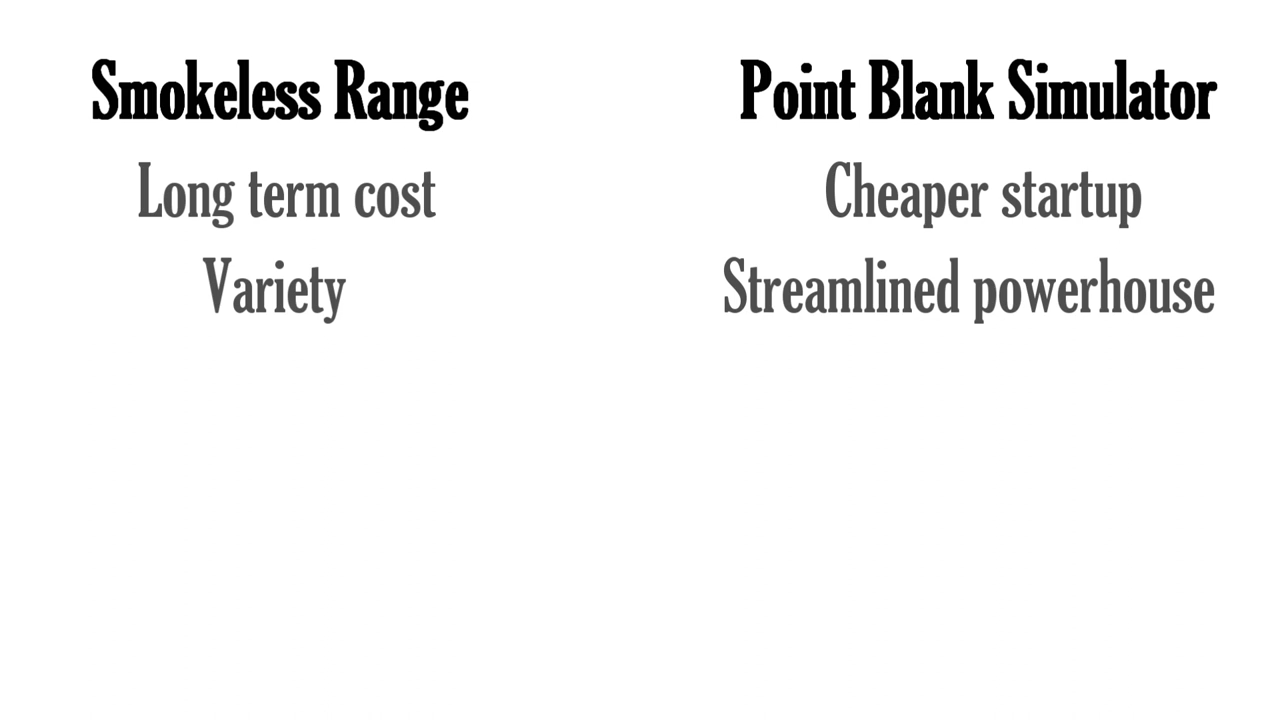 Smokeless Range
Long term cost
Variety
Point Blank Simulator
Cheaper startup
Streamlined powerhouse